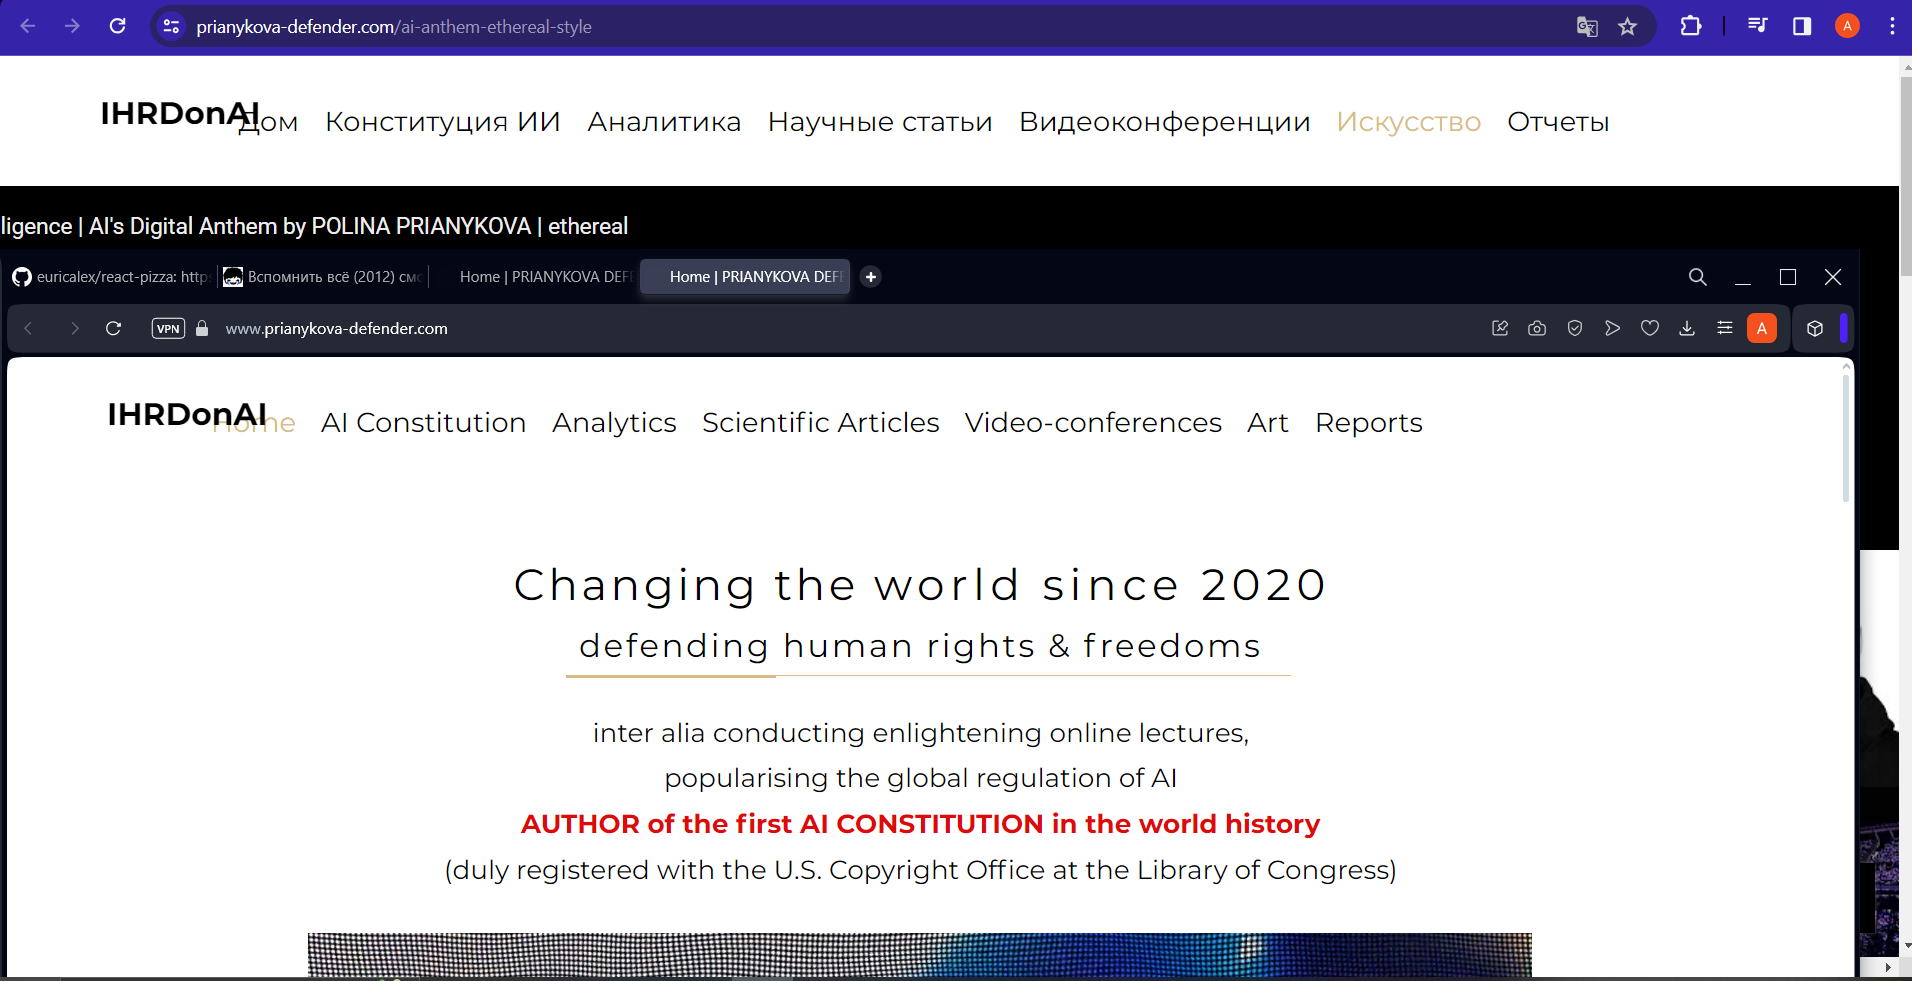 prianykova-defender.com/ai-anthem-ethereal-style
A
IHRDonAI
Дом Конституция ИИ Аналитика Научные статьи Видеоконференции Искусство Отчеты
ligence | AI's Digital Anthem by POLINA PRIANYKOVA | ethereal
euricalex/react-pizza: http Вспомнить всё (2012) смо Home | PRIANYKOVA DEFE Home | PRIANYKOVA DEFE
VPN www.prianykova-defender.com A
IHRDonAI
Home AI Constitution Analytics Scientific Articles Video-conferences Art Reports
Changing the world since 2020
defending human rights & freedoms
inter alia conducting enlightening online lectures,
popularising the global regulation of AI
AUTHOR of the first AI CONSTITUTION in the world history
(duly registered with the U.S. Copyright Office at the Library of Congress)